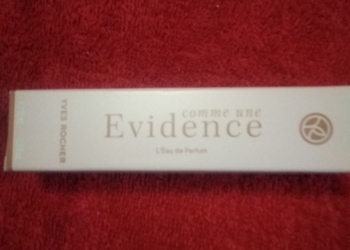 YVES ROCHER
comme une
Evidence
L'Eau de Parfum